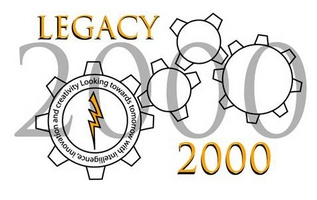 LEGACY
2000
Looking towards tomorrow with intelligence, innovation and creativity
2000